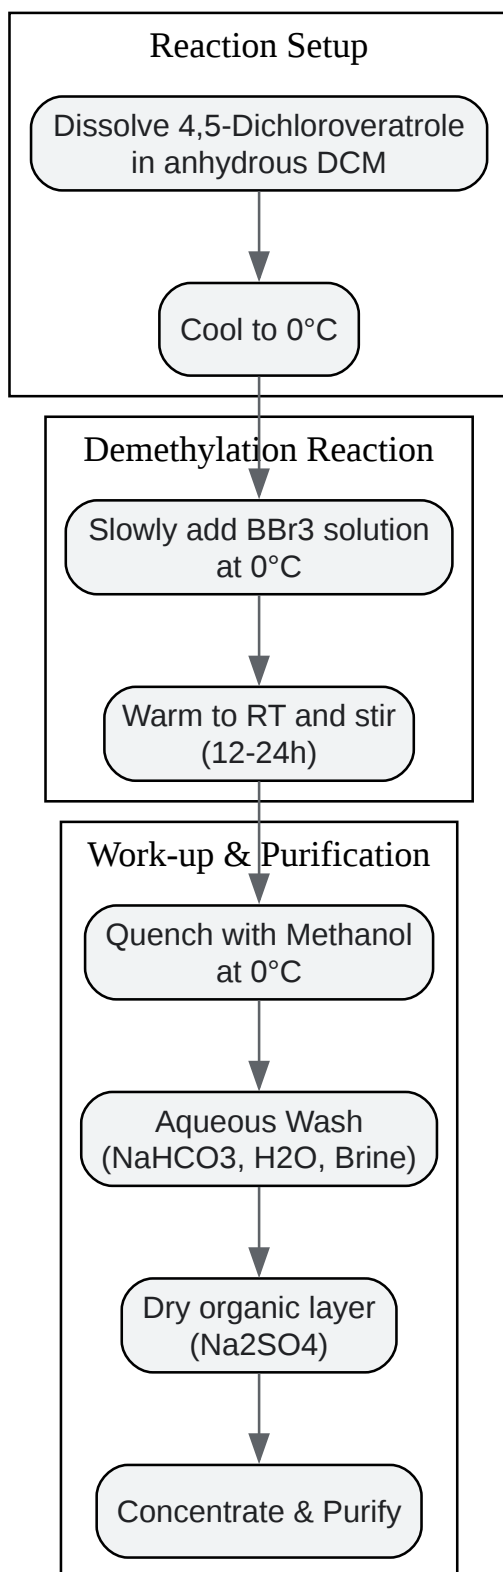 Reaction Setup
Dissolve 4,5-Dichloroveratrole
in anhydrous DCM
Cool to 0°C
Demethylation Reaction
Slowly add BBr3 solution
at 0°C
Warm to RT and stir
(12-24h)
Work-up & Purification
Quench with Methanol
at 0°C
Aqueous Wash
(NaHCO3, H2O, Brine)
Dry organic layer
(Na2SO4)
Concentrate & Purify